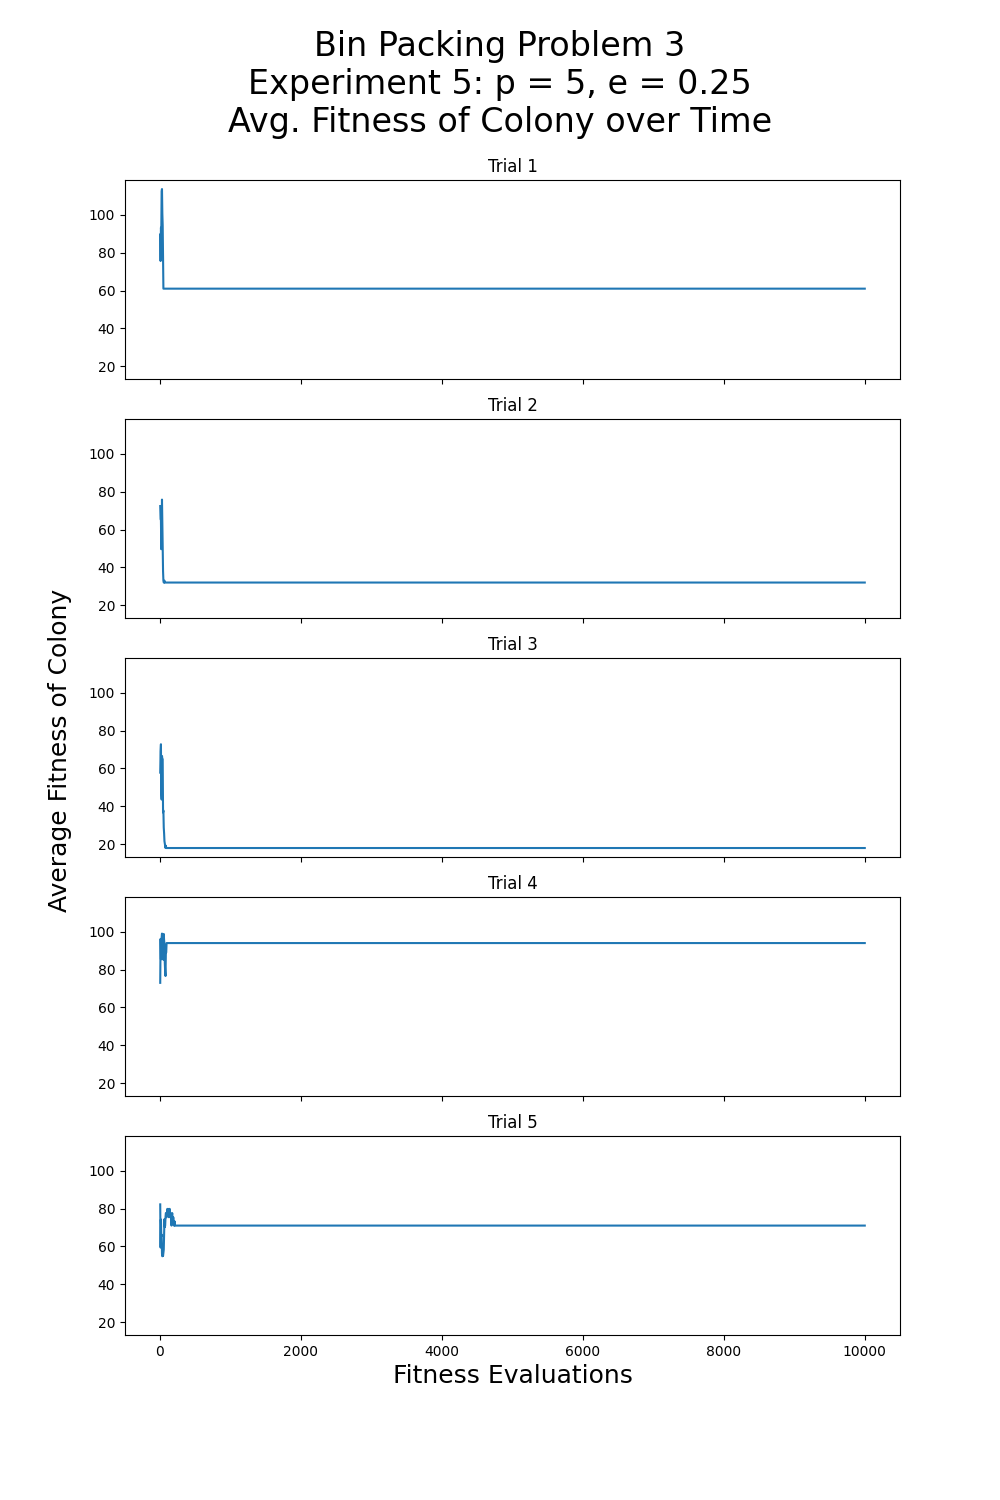 Bin Packing Problem 3
Experiment 5: p = 5, e = 0.25
Avg. Fitness of Colony over Time
Trial 1
100
80
60
40
20
Trial 2
100
80
60
40
20
Trial 3
100
80
60
40
20
Trial 4
100
80
60
40
20
Trial 5
100
80
60
40
20
0 2000 4000 6000 8000 10000
Fitness Evaluations
Average Fitness of Colony